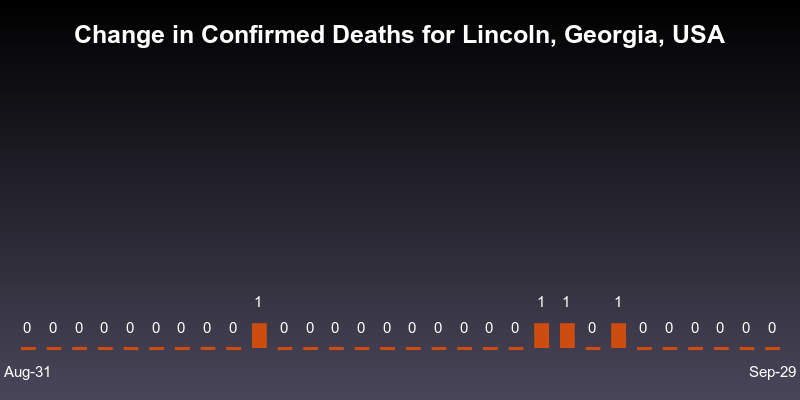 Change in Confirmed Deaths for Lincoln, Georgia, USA
1 1 1 1
0 0 0 0 0 0 0 0 0 0 0 0 0 0 0 0 0 0 0 0 0 0 0 0 0 0
Aug-31 Sep-29